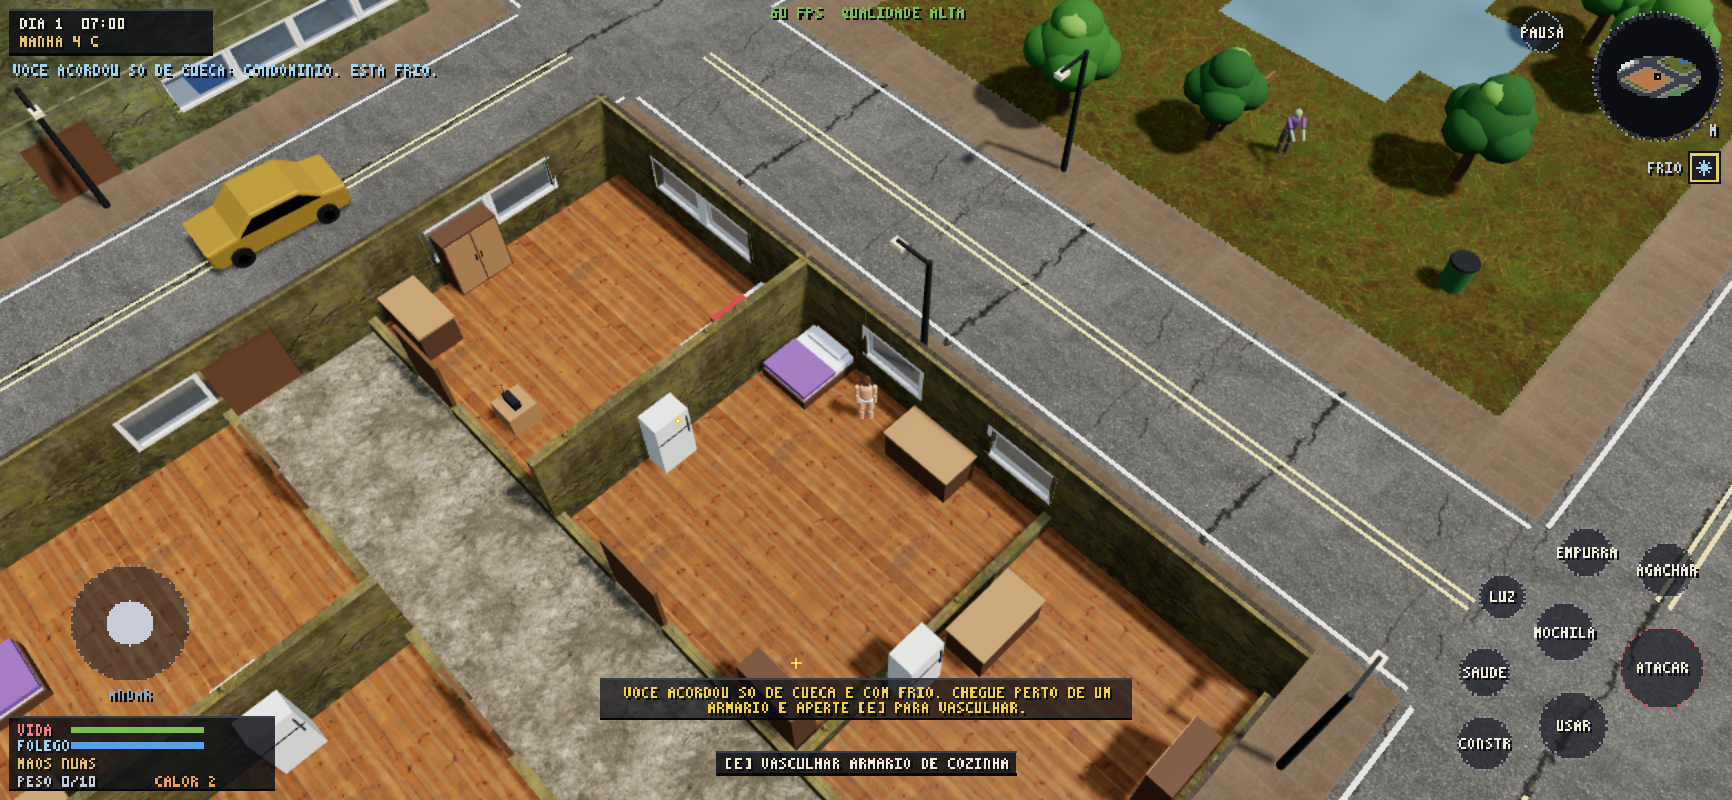 DIA 1 07:00
MANHA 4 C
60 FPS QUALIDADE ALTA
PAUSA
VOCE ACORDOU SO DE CUECA: CONDOMINIO. ESTA FRIO.
N
FRIO
EMPURRA
AGACHAR
LUZ
MOCHILA
ATACAR
SAUDE
USAR
CONSTR
ANDAR
VOCE ACORDOU SO DE CUECA E COM FRIO. CHEGUE PERTO DE UM
ARMARIO E APERTE [E] PARA VASCULHAR.
[E] VASCULHAR ARMARIO DE COZINHA
VIDA
FOLEGO
MAOS NUAS
PESO 0/10 CALOR 2